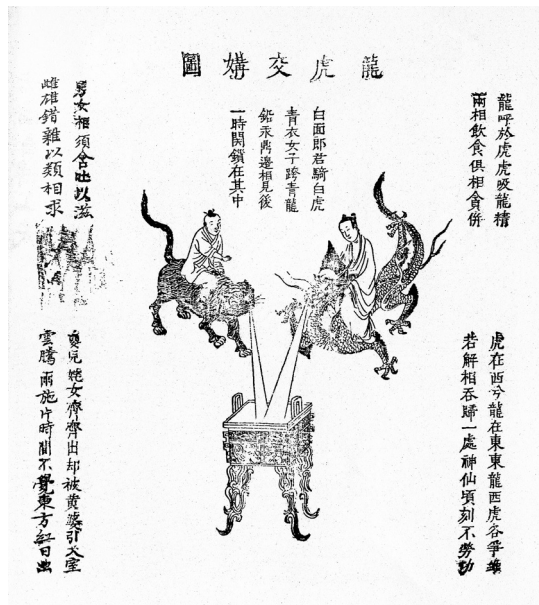 龍虎交媾圖
龍呼於虎虎吸龍精
兩相飲食俱相貪併
白面郎君騎白虎
青衣女子跨青龍
鉛汞鼎邊相見後
一時関鎖在其中
男女相須含吐以滋
雌雄錯雜以類相求
虎在西兮龍在東東龍西虎各爭雄
若解相吞歸一處神仙頃刻不勞功
嬰兒姹女齊齊出却被黄婆引入室
雲騰雨施片時間不覺東方紅日出